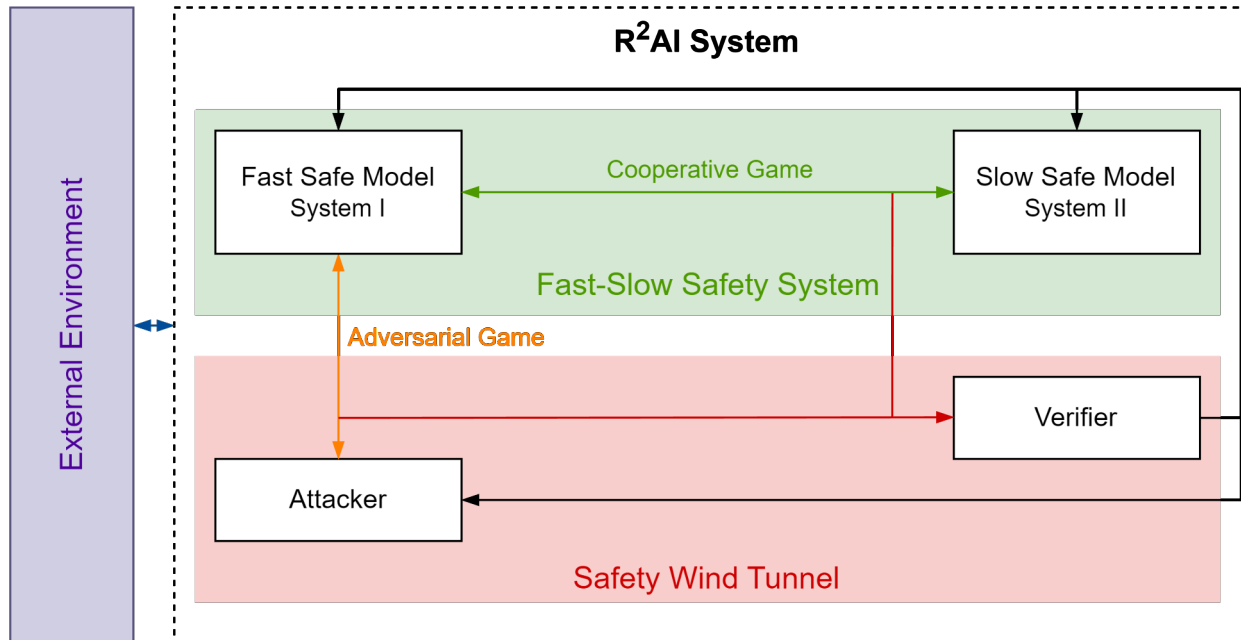 R²AI System
External Environment
Fast Safe Model
System I
Cooperative Game
Slow Safe Model
System II
Fast-Slow Safety System
Adversarial Game
Verifier
Attacker
Safety Wind Tunnel